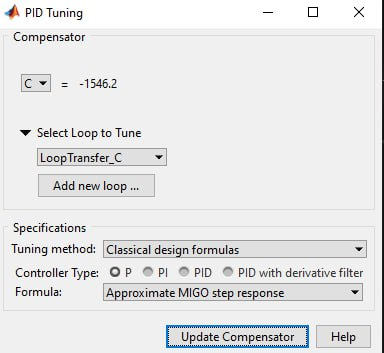 PID Tuning
Compensator
C = -1546.2
Select Loop to Tune
LoopTransfer_C
Add new loop ...
Specifications
Tuning method: Classical design formulas
Controller Type: P PI PID PID with derivative filter
Formula: Approximate MIGO step response
Update Compensator Help